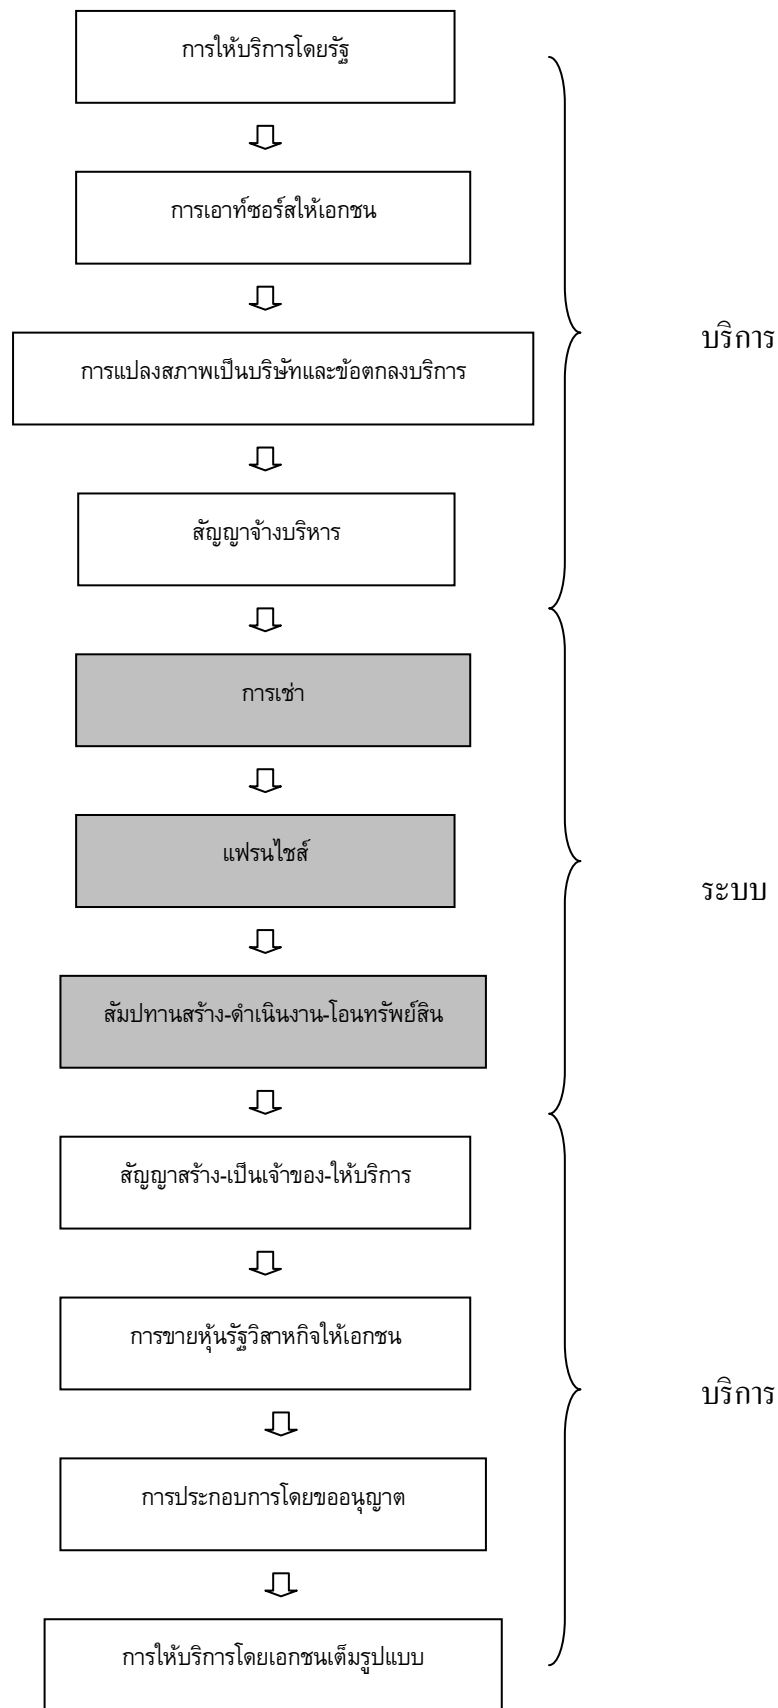 การให้บริการโดยรัฐ
การเอาท์ซอร์สให้เอกชน
บริการ
การแปลงสภาพเป็นบริษัทและข้อตกลงบริการ
สัญญาจ้างบริหาร
การเช่า
แฟรนไชส์
ระบบ
สัมปทานสร้าง-ดำเนินงาน-โอนทรัพย์สิน
สัญญาสร้าง-เป็นเจ้าของ-ให้บริการ
การขายหุ้นรัฐวิสาหกิจให้เอกชน
บริการ
การประกอบการโดยขออนุญาต
การให้บริการโดยเอกชนเต็มรูปแบบ